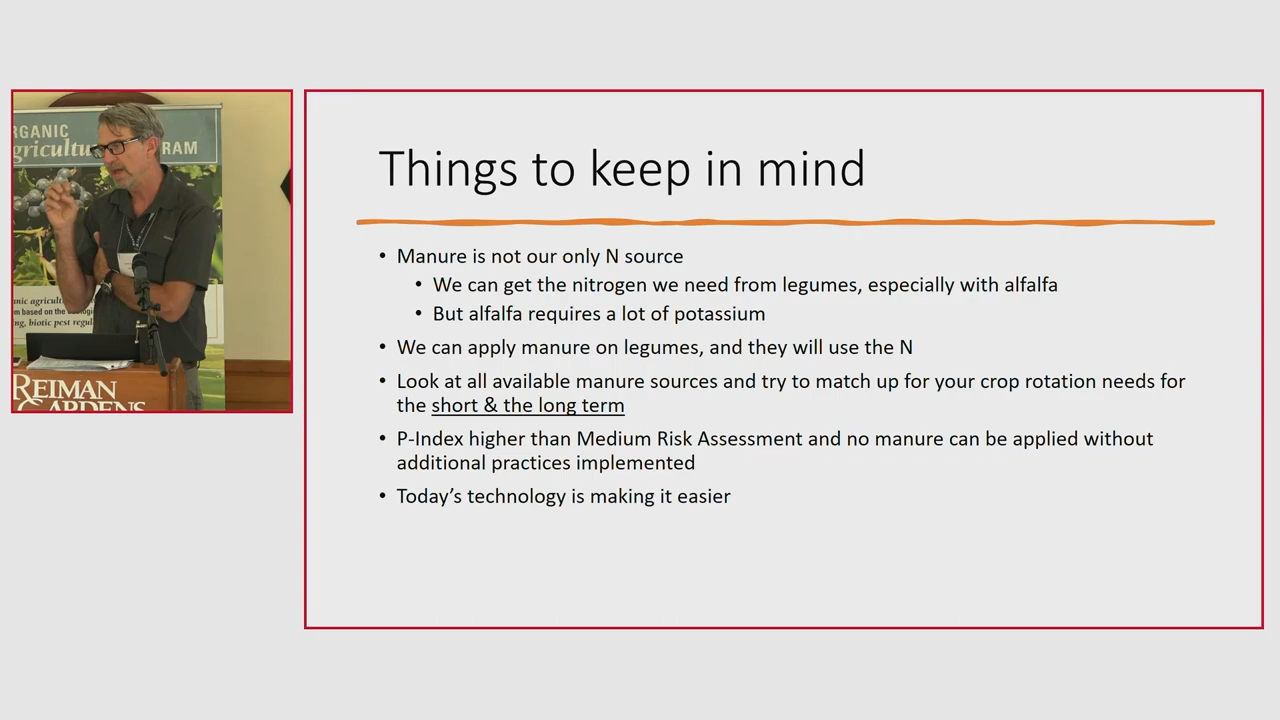 RGANIC
gricultu RAM
nic agricult
m based on the
ng, biotic pest regul
REIMAN
GARDENS
Things to keep in mind
• Manure is not our only N source
• We can get the nitrogen we need from legumes, especially with alfalfa
• But alfalfa requires a lot of potassium
• We can apply manure on legumes, and they will use the N
• Look at all available manure sources and try to match up for your crop rotation needs for
the short & the long term
• P-Index higher than Medium Risk Assessment and no manure can be applied without
additional practices implemented
• Today’s technology is making it easier